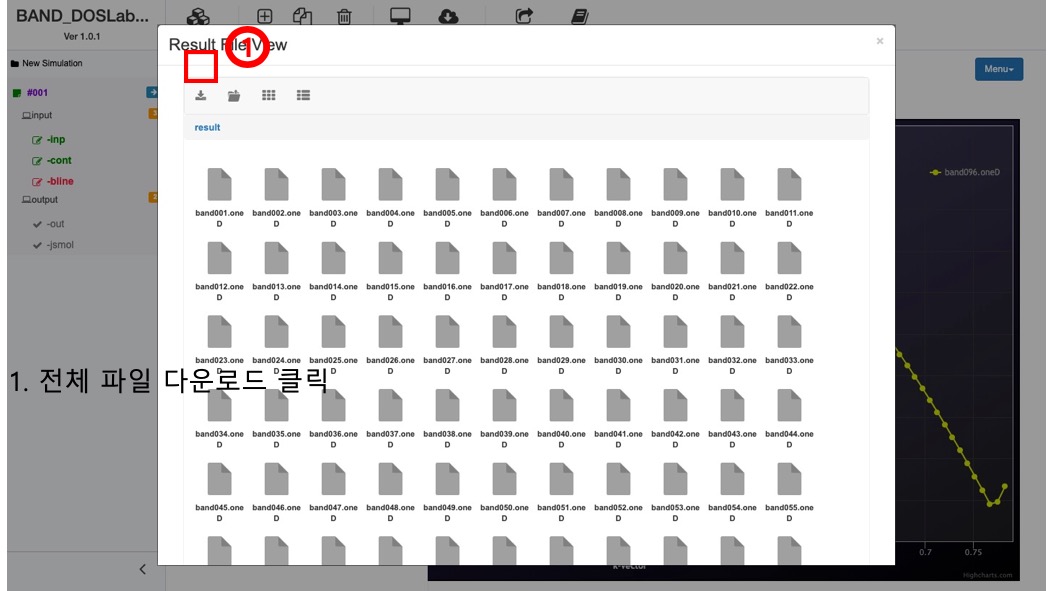 BAND_DOSLab...
Ver 1.0.1
New Simulation
#001
input
-inp
-cont
-bline
output
-out
-jsmol
Result File View
1
×
Menu
result
band001.oneD band002.oneD band003.oneD band004.oneD band005.oneD band006.oneD band007.oneD band008.oneD band009.oneD band010.oneD band011.oneD
band012.oneD band013.oneD band014.oneD band015.oneD band016.oneD band017.oneD band018.oneD band019.oneD band020.oneD band021.oneD band022.oneD
band023.oneD band024.oneD band025.oneD band026.oneD band027.oneD band028.oneD band029.oneD band030.oneD band031.oneD band032.oneD band033.oneD
1. 전체 파일 다운로드 클릭
band034.oneD band035.oneD band036.oneD band037.oneD band038.oneD band039.oneD band040.oneD band041.oneD band042.oneD band043.oneD band044.oneD
band045.oneD band046.oneD band047.oneD band048.oneD band049.oneD band050.oneD band051.oneD band052.oneD band053.oneD band054.oneD band055.oneD
band096.oneD
0.7 0.75
k-vector
Highcharts.com